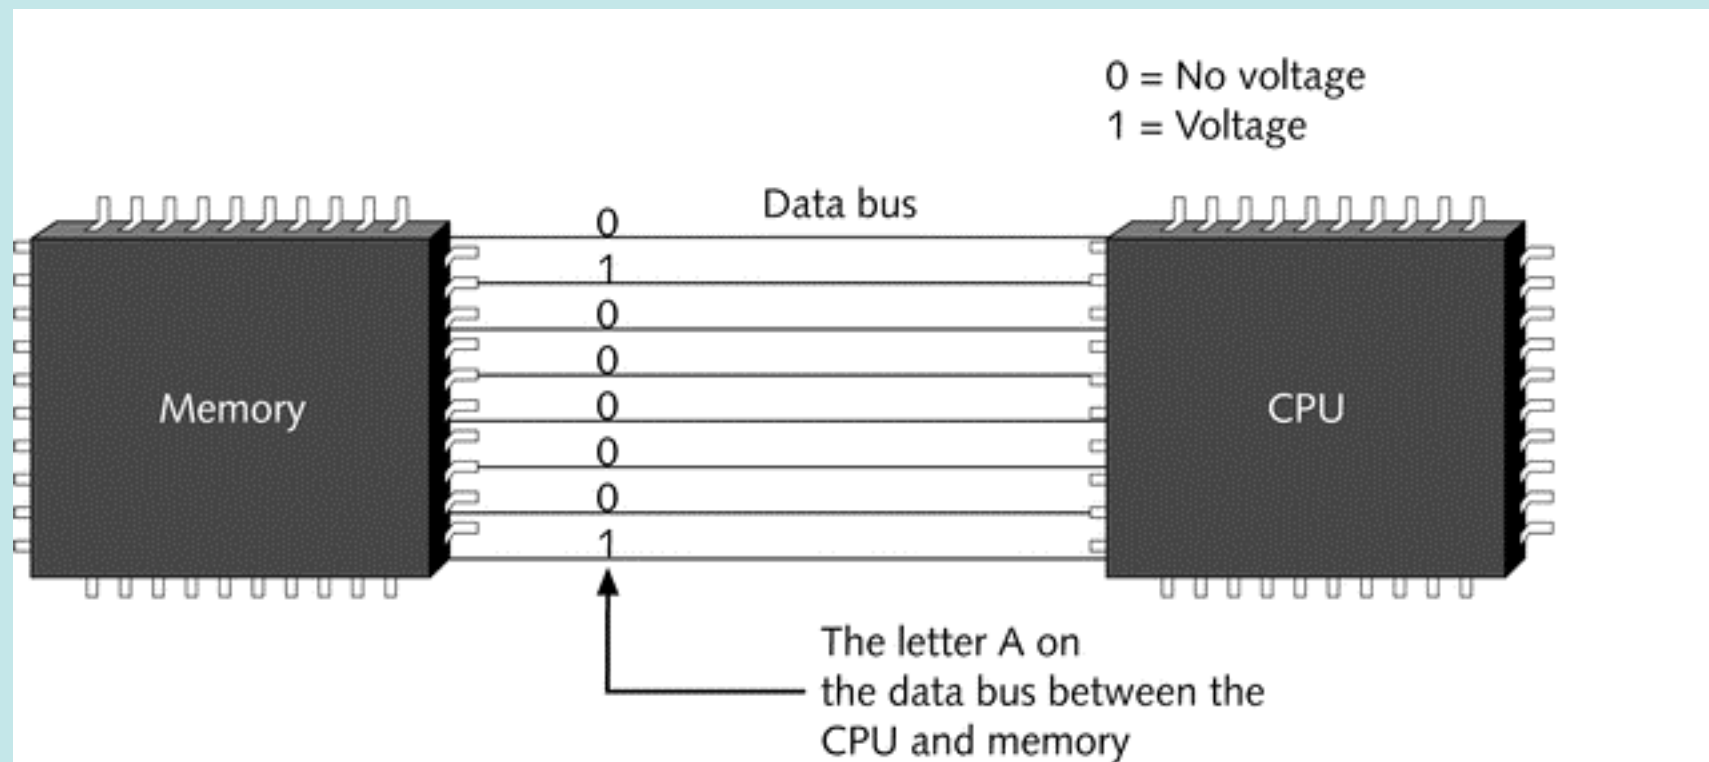 0 = No voltage
1 = Voltage
Data bus
0
1
0
0
0
0
0
1
Memory
CPU
The letter A on
the data bus between the
CPU and memory